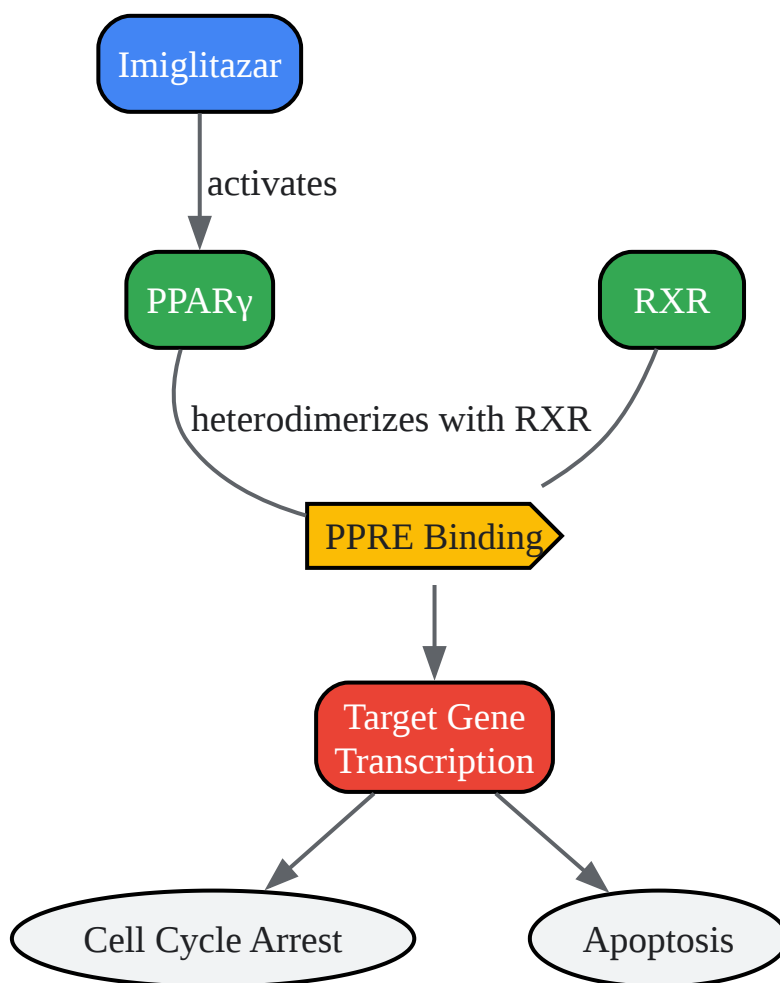 Imiglitazar
activates
PPARγ
RXR
heterodimerizes with RXR
PPRE Binding
Target Gene
Transcription
Cell Cycle Arrest
Apoptosis